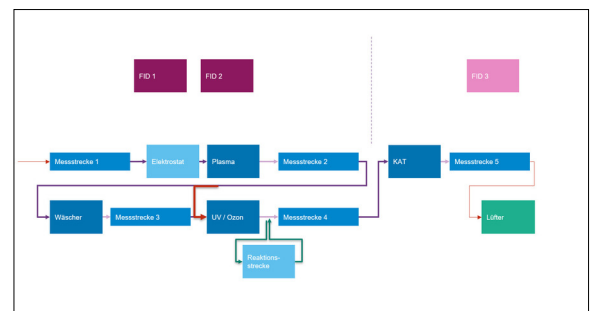 FID 1
FID 2
FID 3
Messstrecke 1
Elektrostat
Plasma
Messstrecke 2
KAT
Messstrecke 5
Wäscher
Messstrecke 3
UV / Ozon
Messstrecke 4
Lüfter
Reaktions-
strecke